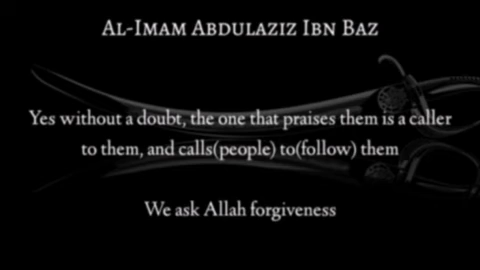 Al-Imam Abdulaziz Ibn Baz
Yes without a doubt, the one that praises them is a caller
to them, and calls(people) to(follow) them
We ask Allah forgiveness